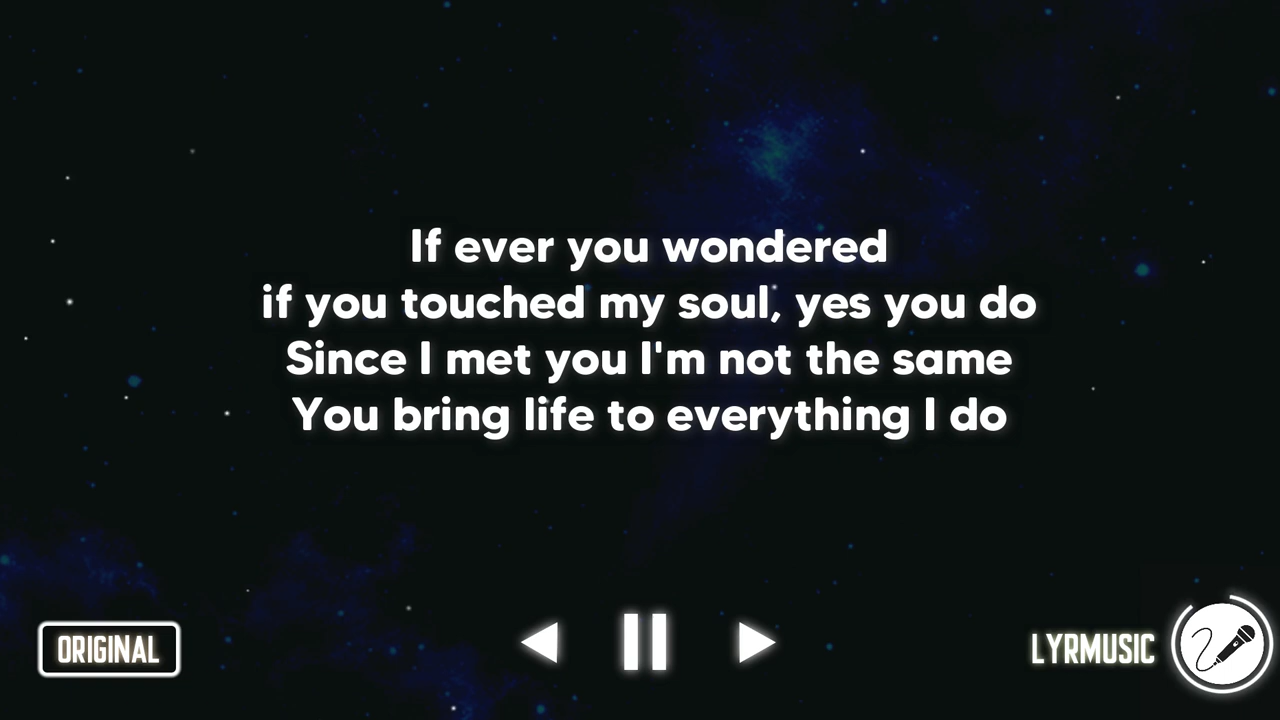 If ever you wondered
if you touched my soul, yes you do
Since I met you I'm not the same
You bring life to everything I do
ORIGINAL
LYRMUSIC